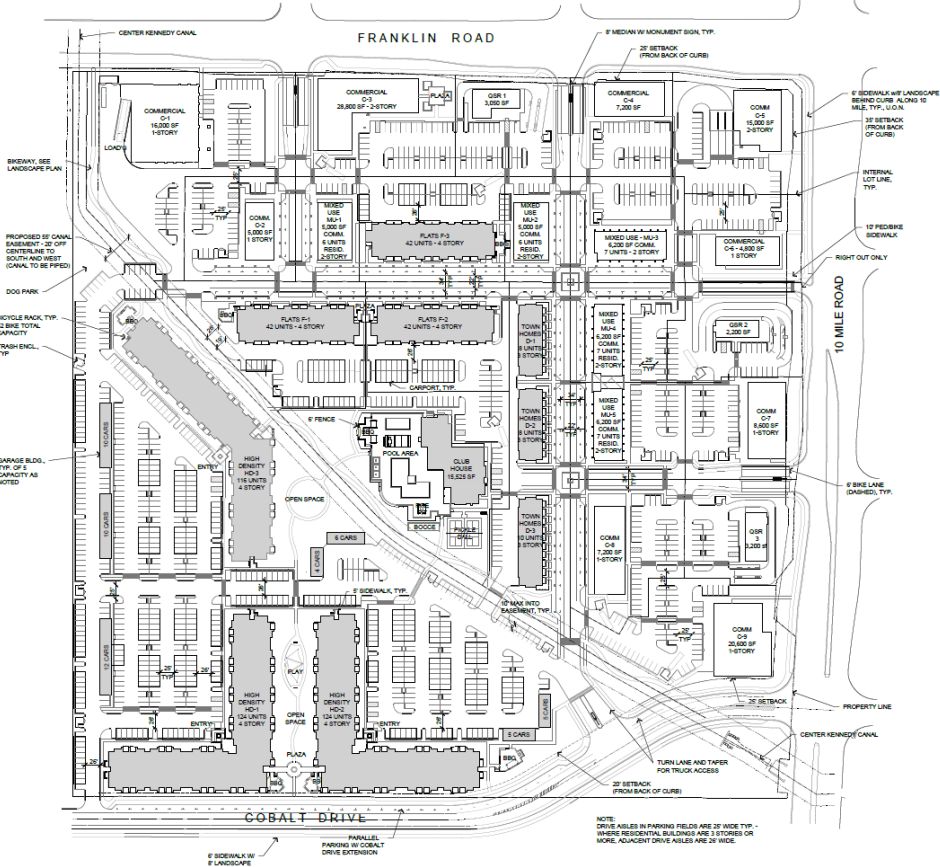 CENTER KENNEDY CANAL
FRANKLIN ROAD
8' MEDIAN W/ MONUMENT SIGN, TYP.
25' SETBACK
(FROM BACK OF CURB)
COMMERCIAL
C-1
16,000 SF
1-STORY
LOAD'G
COMMERCIAL
C-3
28,800 SF - 2-STORY
PLAZA
QSR 1
3,050 SF
COMMERCIAL
C-4
7,200 SF
COMM
C-5
15,000 SF
2-STORY
6' SIDEWALK w/8' LANDSCAPE
BEHIND CURB ALONG 10
MILE, TYP., U.O.N.
35' SETBACK
(FROM BACK
OF CURB)
BIKEWAY, SEE
LANDSCAPE PLAN
INTERNAL
LOT LINE,
TYP.
25'
TYP
COMM.
C-2
5,000 SF
1 STORY
MIXED
USE
MU-1
5,000 SF
COMM.
6 UNITS
RESID.
2-STORY
FLATS F-3
42 UNITS - 4 STORY
BBQ
MIXED
USE
MU-2
5,000 SF
COMM.
6 UNITS
RESID.
2-STORY
MIXED USE - MU-3
6,200 SF COMM.
7 UNITS - 2 STORY
COMMERCIAL
C-6 - 4,800 SF
1 STORY
10' PED/BIKE
SIDEWALK
RIGHT OUT ONLY
PROPOSED 55' CANAL
EASEMENT - 20' OFF
CENTERLINE TO
SOUTH AND WEST
(CANAL TO BE PIPED)
DOG PARK
10 MILE ROAD
BICYCLE RACK, TYP.
BIKE TOTAL
CAPACITY
TRASH ENCL.,
TYP
BBQ
BBQ
FLATS F-1
42 UNITS - 4 STORY
PLAZA
FLATS F-2
42 UNITS - 4 STORY
TOWN
HOMES
D-1
8 UNITS
3 STORY
MIXED
USE
MU-4
6,200 SF
COMM.
7 UNITS
RESID.
2-STORY
QSR 2
2,200 SF
CARPORT, TYP.
25'
TYP
TOWN
HOMES
D-2
8 UNITS
3 STORY
MIXED
USE
MU-5
6,200 SF
COMM.
7 UNITS
RESID.
2-STORY
COMM
C-7
8,600 SF
1-STORY
6' FENCE
BBQ
POOL AREA
CLUB
HOUSE
15,525 SF
10 CARS
GARAGE BLDG.,
TYP. OF 5
CAPACITY AS
NOTED
ENTRY
HIGH
DENSITY
HD-3
116 UNITS
4 STORY
OPEN SPACE
6' BIKE LANE
(DASHED), TYP.
BOCCE
PICKLE
BALL
10 CARS
6 CARS
4 CARS
TOWN
HOMES
D-3
10 UNITS
3 STORY
COMM
C-8
7,200 SF
1-STORY
QSR
3
3,200 sf
5' SIDEWALK, TYP.
10' MAX INTO
EASEMENT, TYP.
12 CARS
25'
TYP
26'
PLAY
HIGH
DENSITY
HD-1
124 UNITS
4 STORY
OPEN
SPACE
HIGH
DENSITY
HD-2
124 UNITS
4 STORY
ENTRY
ENTRY
25'
TYP
COMM
C-9
20,600 SF
1-STORY
25' SETBACK
PROPERTY LINE
5 CARS
5 CARS
CENTER KENNEDY CANAL
PLAZA
BBQ
26'
TURN LANE AND TAPER
FOR TRUCK ACCESS
20' SETBACK
(FROM BACK OF CURB)
COBALT DRIVE
PARALLEL
PARKING W/ COBALT
DRIVE EXTENSION
6' SIDEWALK W/
8' LANDSCAPE
NOTE:
DRIVE AISLES IN PARKING FIELDS ARE 25' WIDE TYP. -
WHERE RESIDENTIAL BUILDINGS ARE 3 STORIES OR
MORE, ADJACENT DRIVE AISLES ARE 26' WIDE.